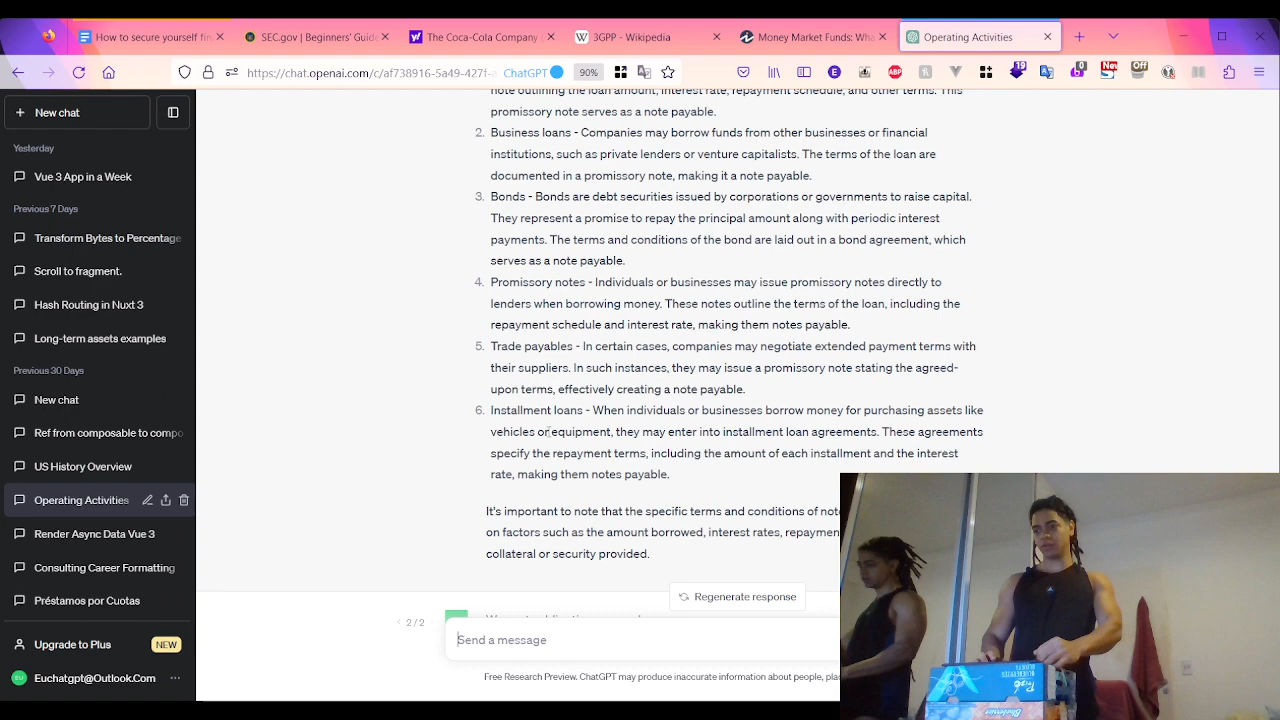 How to secure yourself fin
SEC.gov | Beginners' Guide
The Coca-Cola Company (
3GPP - Wikipedia
Money Market Funds: Wha
Operating Activities
https://chat.openai.com/c/af738916-5a49-427f-a
ChatGPT
90%
New chat
Yesterday
Vue 3 App in a Week
Previous 7 Days
Transform Bytes to Percentage
Scroll to fragment.
Hash Routing in Nuxt 3
Long-term assets examples
Previous 30 Days
New chat
Ref from composable to compo
US History Overview
Operating Activities
Render Async Data Vue 3
Consulting Career Formating
Préstamos por Cuotas
Upgrade to Plus
NEW
Euchatgpt@Outlook.Com
note outlining the loan amount, interest rate, repayment schedule, and other terms. This
promissory note serves as a note payable.
2. Business loans - Companies may borrow funds from other businesses or financial
institutions, such as private lenders or venture capitalists. The terms of the loan are
documented in a promissory note, making it a note payable.
3. Bonds - Bonds are debt securities issued by corporations or governments to raise capital.
They represent a promise to repay the principal amount along with periodic interest
payments. The terms and conditions of the bond are laid out in a bond agreement, which
serves as a note payable.
4. Promissory notes - Individuals or businesses may issue promissory notes directly to
lenders when borrowing money. These notes outline the terms of the loan, including the
repayment schedule and interest rate, making them notes payable.
5. Trade payables - In certain cases, companies may negotiate extended payment terms with
their suppliers. In such instances, they may issue a promissory note stating the agreed-
upon terms, effectively creating a note payable.
6. Installment loans - When individuals or businesses borrow money for purchasing assets like
vehicles or equipment, they may enter into installment loan agreements. These agreements
specify the repayment terms, including the amount of each installment and the interest
rate, making them notes payable.
It's important to note that the specific terms and conditions of note
on factors such as the amount borrowed, interest rates, repayment
collateral or security provided.
Regenerate response
2/2
Send a message
Free Research Preview. ChatGPT may produce inaccurate information about people, pla